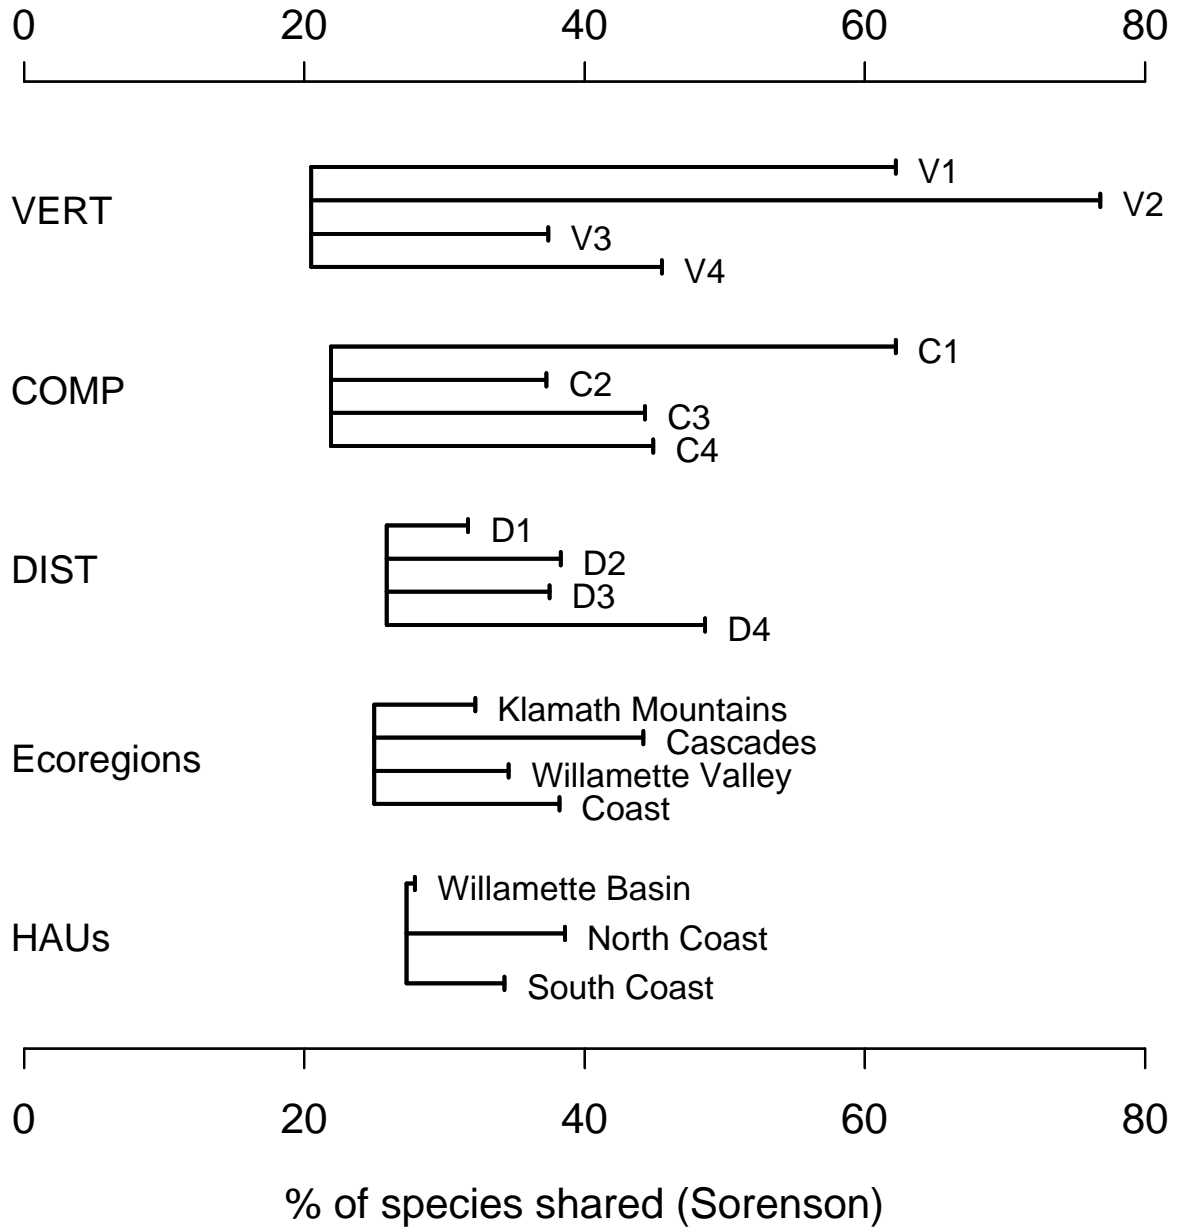 0 20 40 60 80
VERT
V1
V2
V3
V4
COMP
C1
C2
C3
C4
DIST
D1
D2
D3
D4
Ecoregions
Klamath Mountains
Cascades
Willamette Valley
Coast
HAUs
Willamette Basin
North Coast
South Coast
0 20 40 60 80
% of species shared (Sorenson)